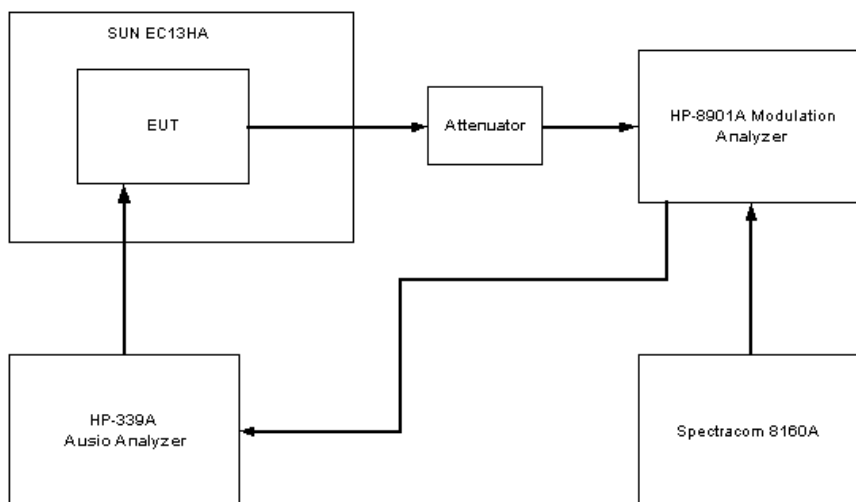 SUN EC13HA
EUT
Attenuator
HP-8901A Modulation
Analyzer
HP-339A
Ausio Analyzer
Spectracom 8160A